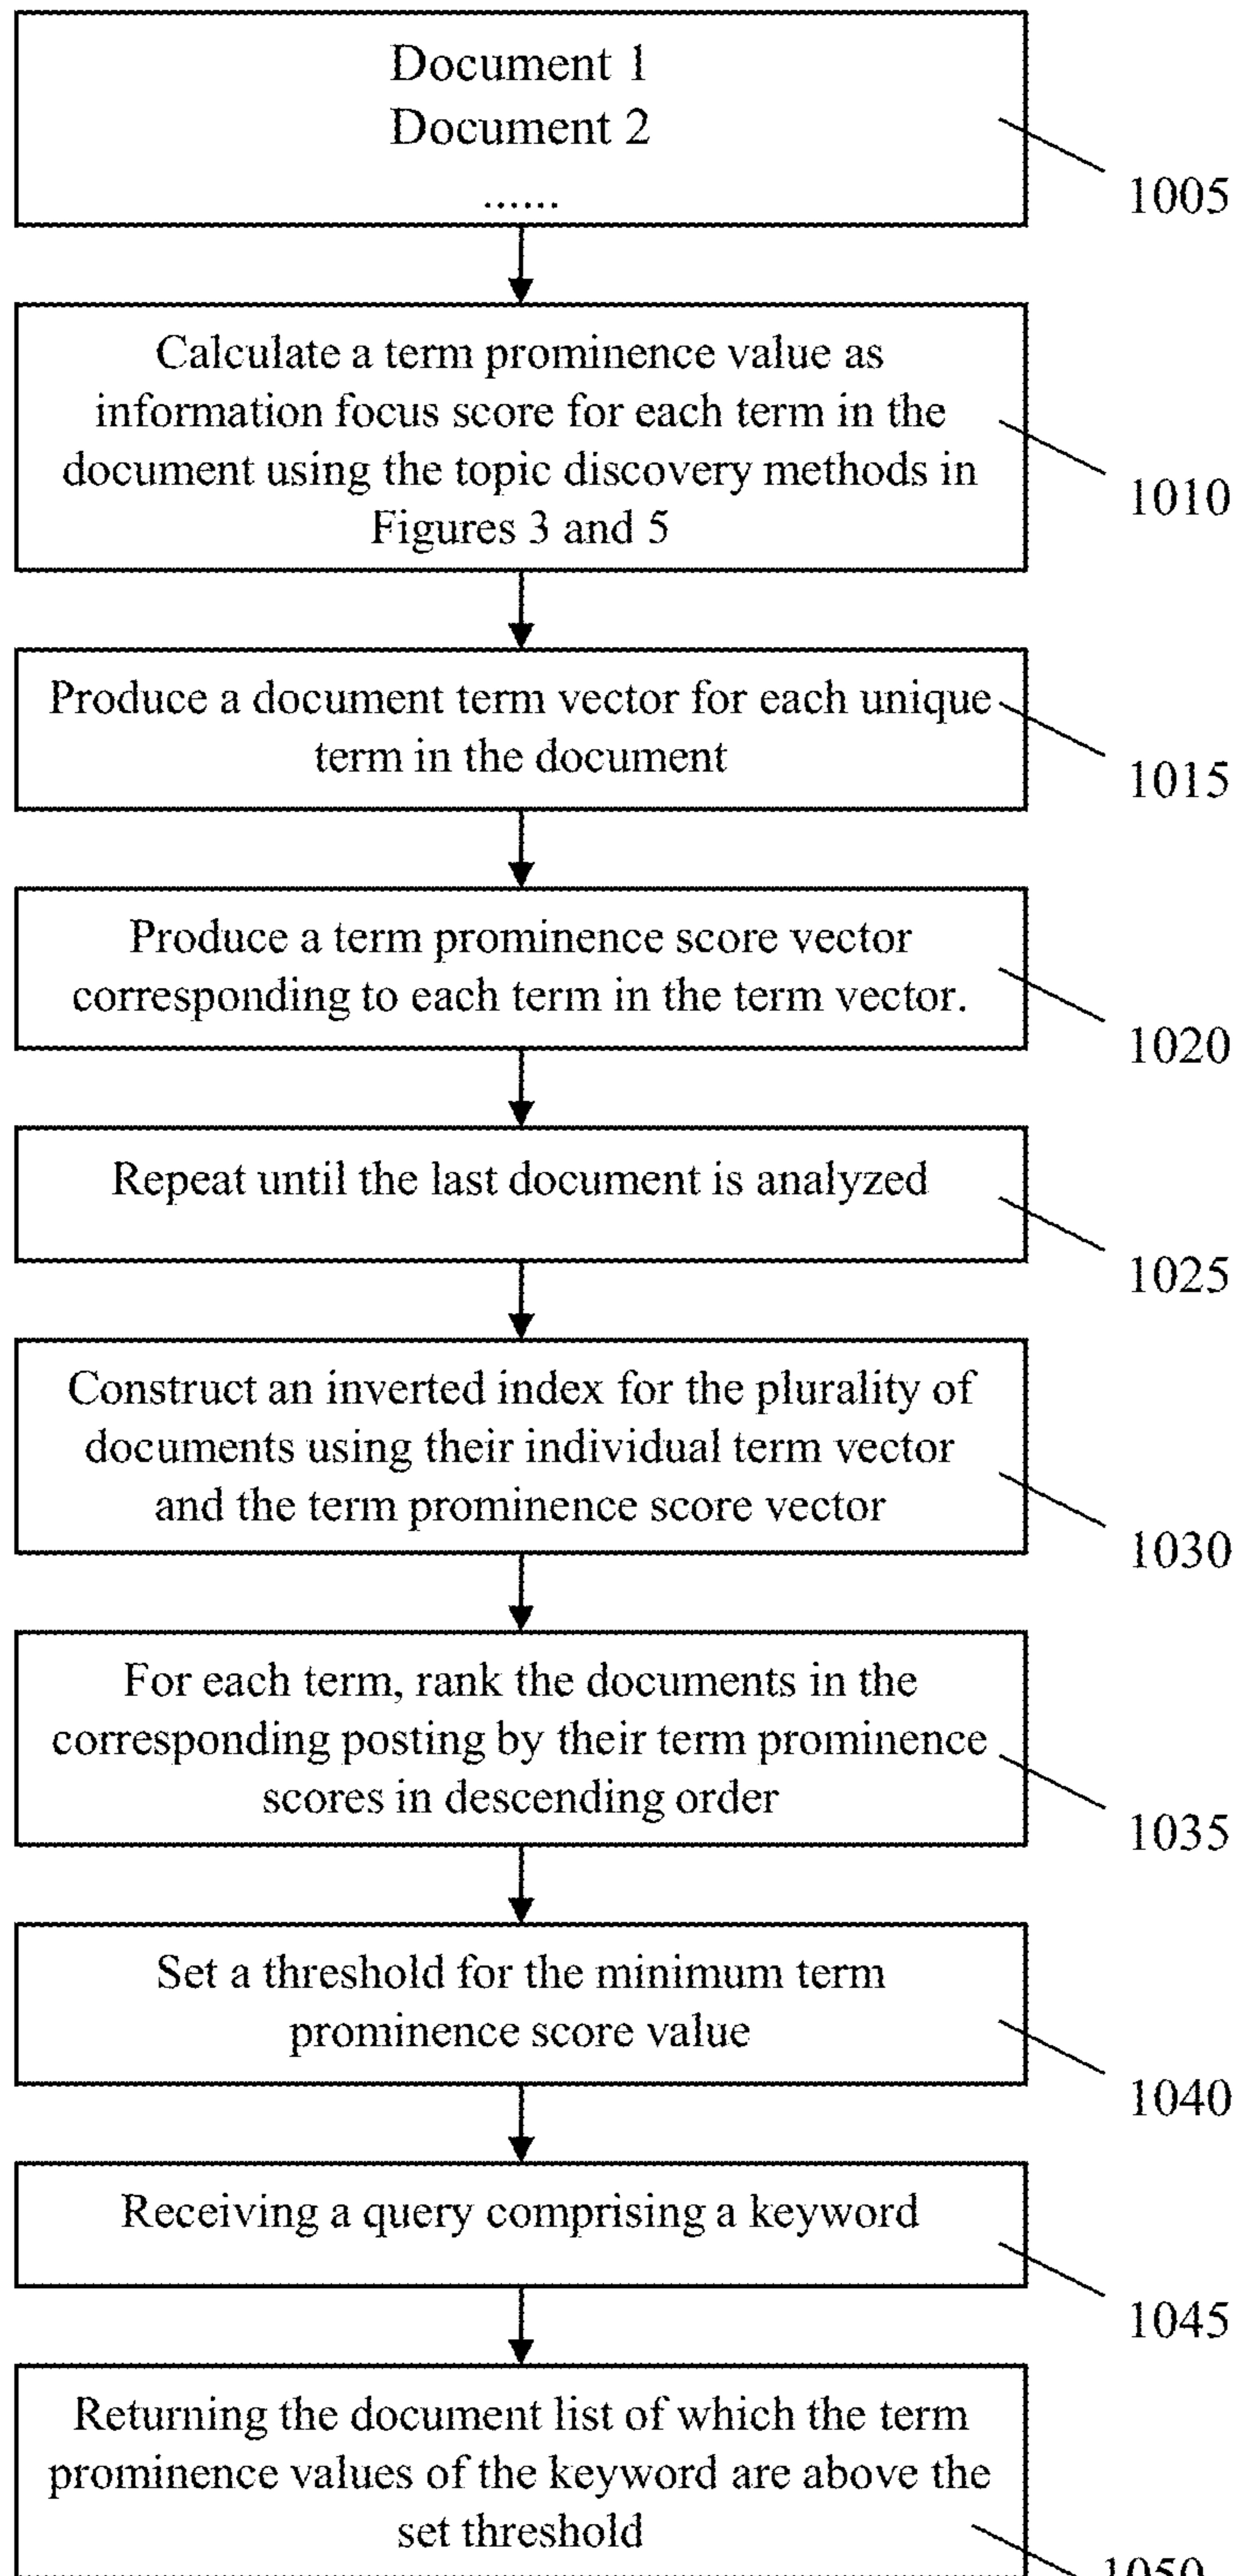 Document 1
Document 2
......
1005
Calculate a term prominence value as
information focus score for each term in the
document using the topic discovery methods in
Figures 3 and 5
1010
Produce a document term vector for each unique
term in the document
1015
Produce a term prominence score vector
corresponding to each term in the term vector.
1020
Repeat until the last document is analyzed
1025
Construct an inverted index for the plurality of
documents using their individual term vector
and the term prominence score vector
1030
For each term, rank the documents in the
corresponding posting by their term prominence
scores in descending order
1035
Set a threshold for the minimum term
prominence score value
1040
Receiving a query comprising a keyword
1045
Returning the document list of which the term
prominence values of the keyword are above the
set threshold
1050